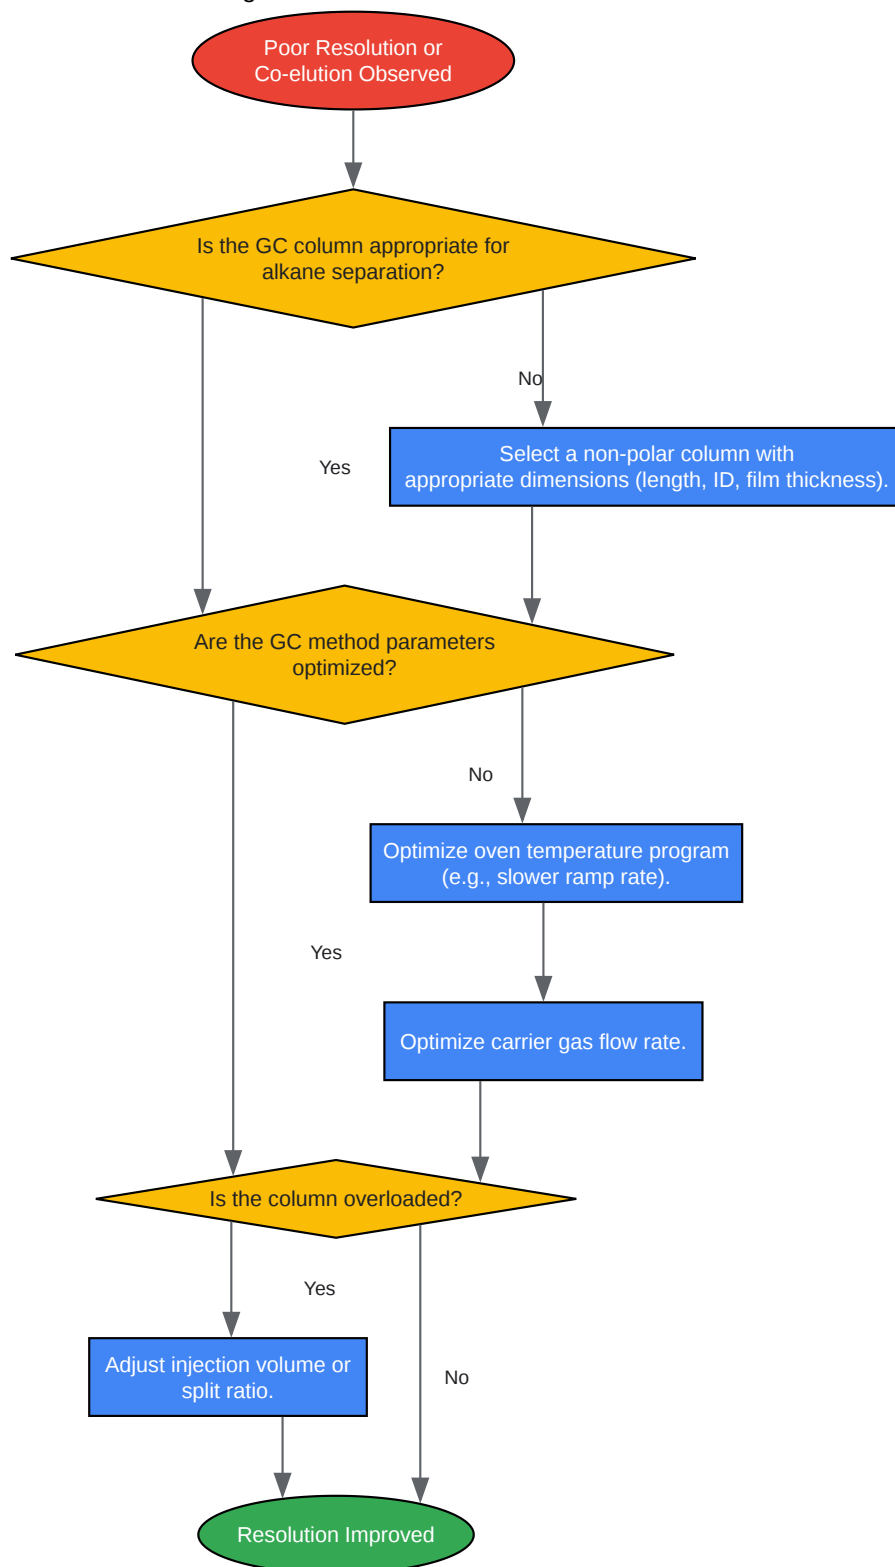 Poor Resolution or
Co-elution Observed
Is the GC column appropriate for
alkane separation?
No
Select a non-polar column with
appropriate dimensions (length, ID, film thickness).
Yes
Are the GC method parameters
optimized?
No
Optimize oven temperature program
(e.g., slower ramp rate).
Yes
Optimize carrier gas flow rate.
Is the column overloaded?
Yes
Adjust injection volume or
split ratio.
No
Resolution Improved